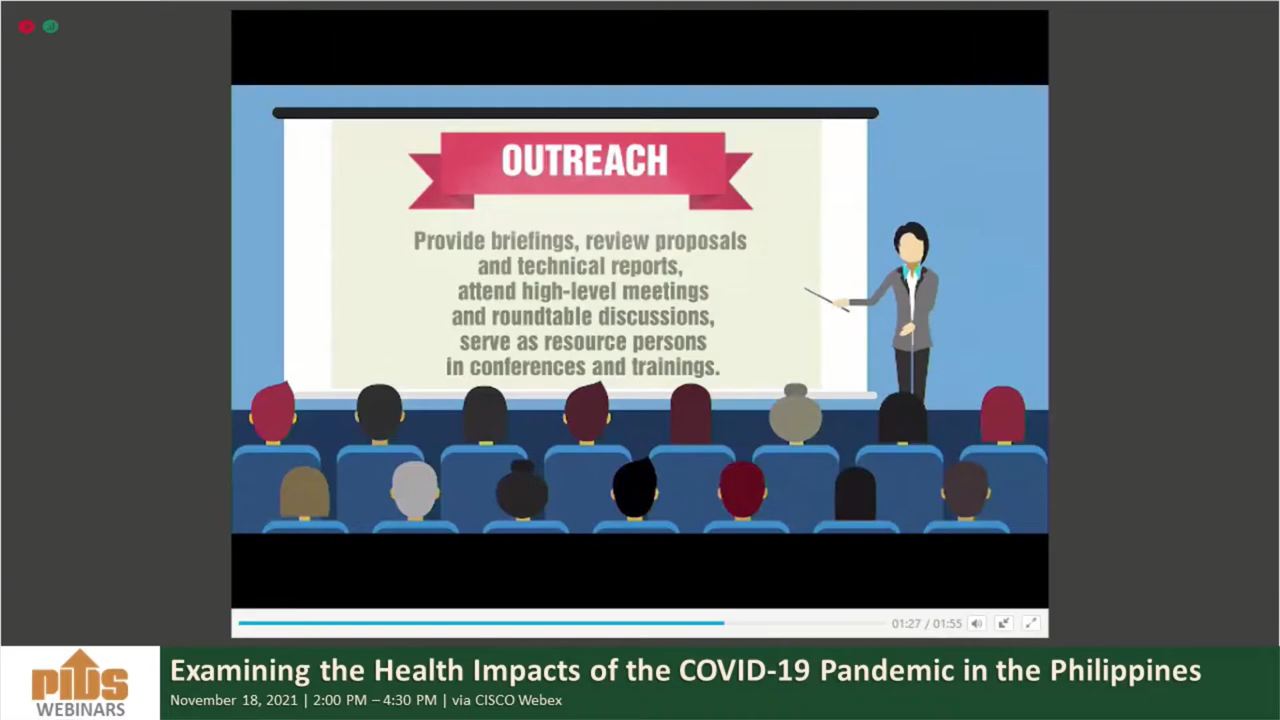 OUTREACH
Provide briefings, review proposals
and technical reports,
attend high-level meetings
and roundtable discussions,
serve as resource persons
in conferences and trainings.
01:27 / 01:55
PIDS
WEBINARS
Examining the Health Impacts of the COVID-19 Pandemic in the Philippines
November 18, 2021 | 2:00 PM – 4:30 PM | via CISCO Webex